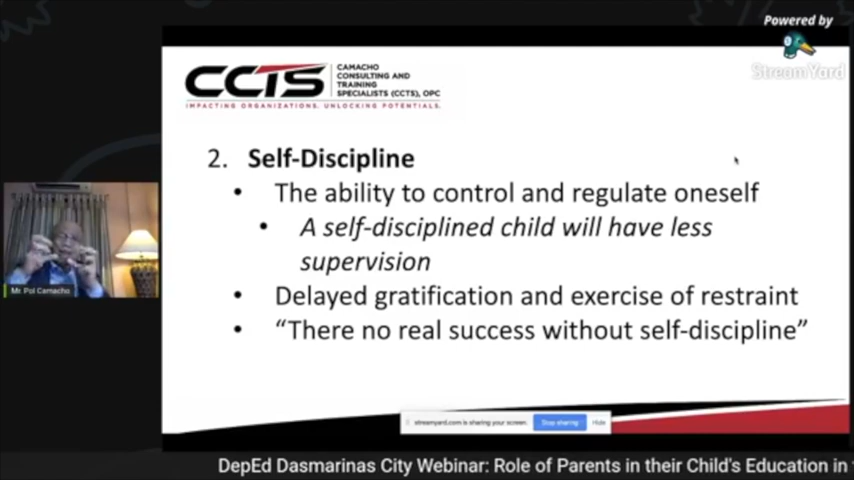 Powered by
StreamYard
CCTS
CAMACHO
CONSULTING AND
TRAINING
SPECIALISTS (CCTS), OPC
IMPACTING ORGANIZATIONS. UNLOCKING POTENTIALS.
2. Self-Discipline
• The ability to control and regulate oneself
• A self-disciplined child will have less
supervision
• Delayed gratification and exercise of restraint
• “There no real success without self-discipline”
Mr. Pol Camacho
streamyard.com is sharing your screen. Stop sharing Hide
DepEd Dasmarinas City Webinar: Role of Parents in their Child's Education in